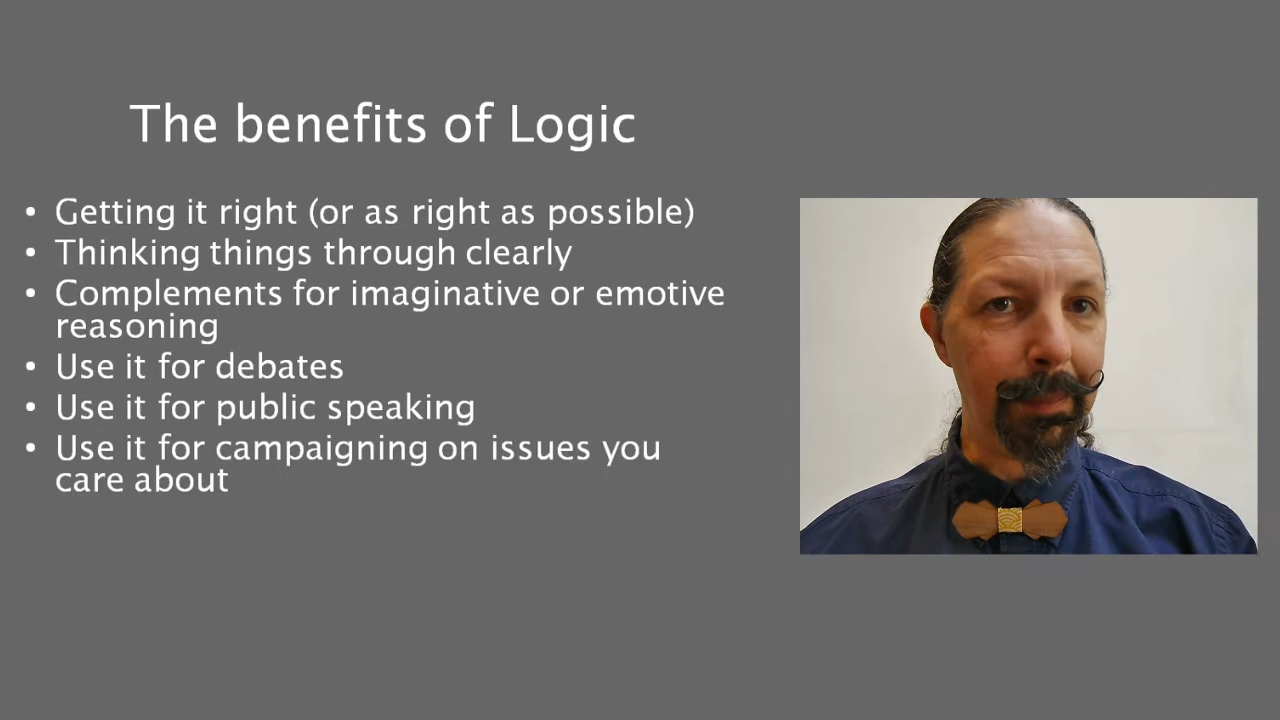 The benefits of Logic
• Getting it right (or as right as possible)
• Thinking things through clearly
• Complements for imaginative or emotive
reasoning
• Use it for debates
• Use it for public speaking
• Use it for campaigning on issues you
care about